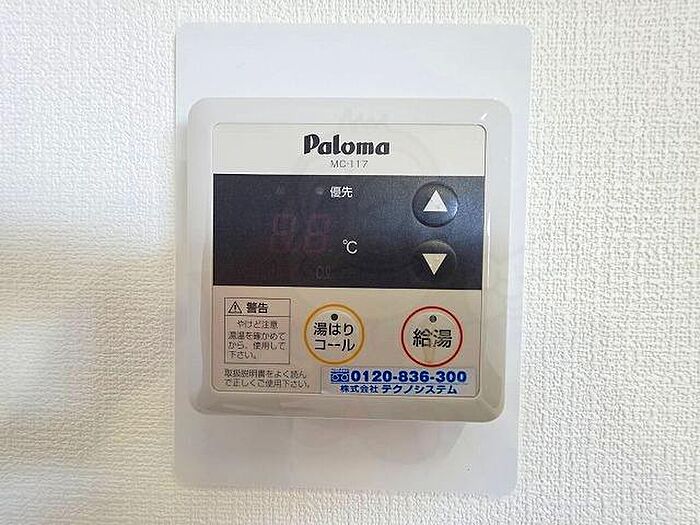 Paloma
MC-117
優先
℃
警告
やけど注意
湯温を確かめて
から、使用して
下さい。
取扱説明書をよく読ん
で正しくご使用下さい。
湯はり
コール
給湯
0120-836-300
株式会社 テクノシステム